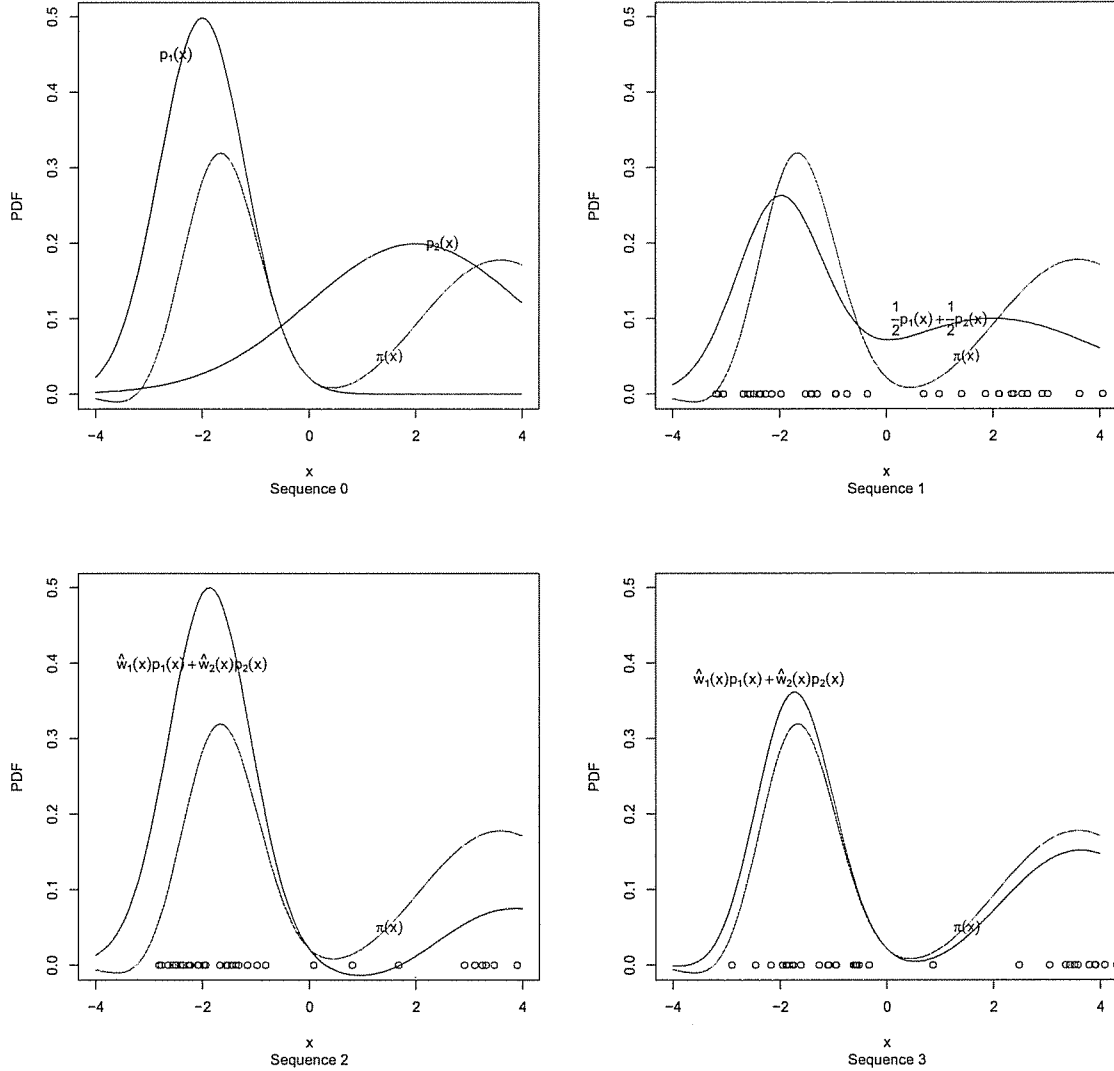 0.5
0.4
0.3
0.2
0.1
0.0
PDF
p₁(x)
p₂(x)
π(x)
−4 −2 0 2 4
x
Sequence 0
0.5
0.4
0.3
0.2
0.1
0.0
PDF
1/2 p₁(x) + 1/2 p₂(x)
π(x)
−4 −2 0 2 4
x
Sequence 1
0.5
0.4
0.3
0.2
0.1
0.0
PDF
ŵ₁(x)p₁(x) + ŵ₂(x)p₂(x)
π(x)
−4 −2 0 2 4
x
Sequence 2
0.5
0.4
0.3
0.2
0.1
0.0
PDF
ŵ₁(x)p₁(x) + ŵ₂(x)p₂(x)
π(x)
−4 −2 0 2 4
x
Sequence 3